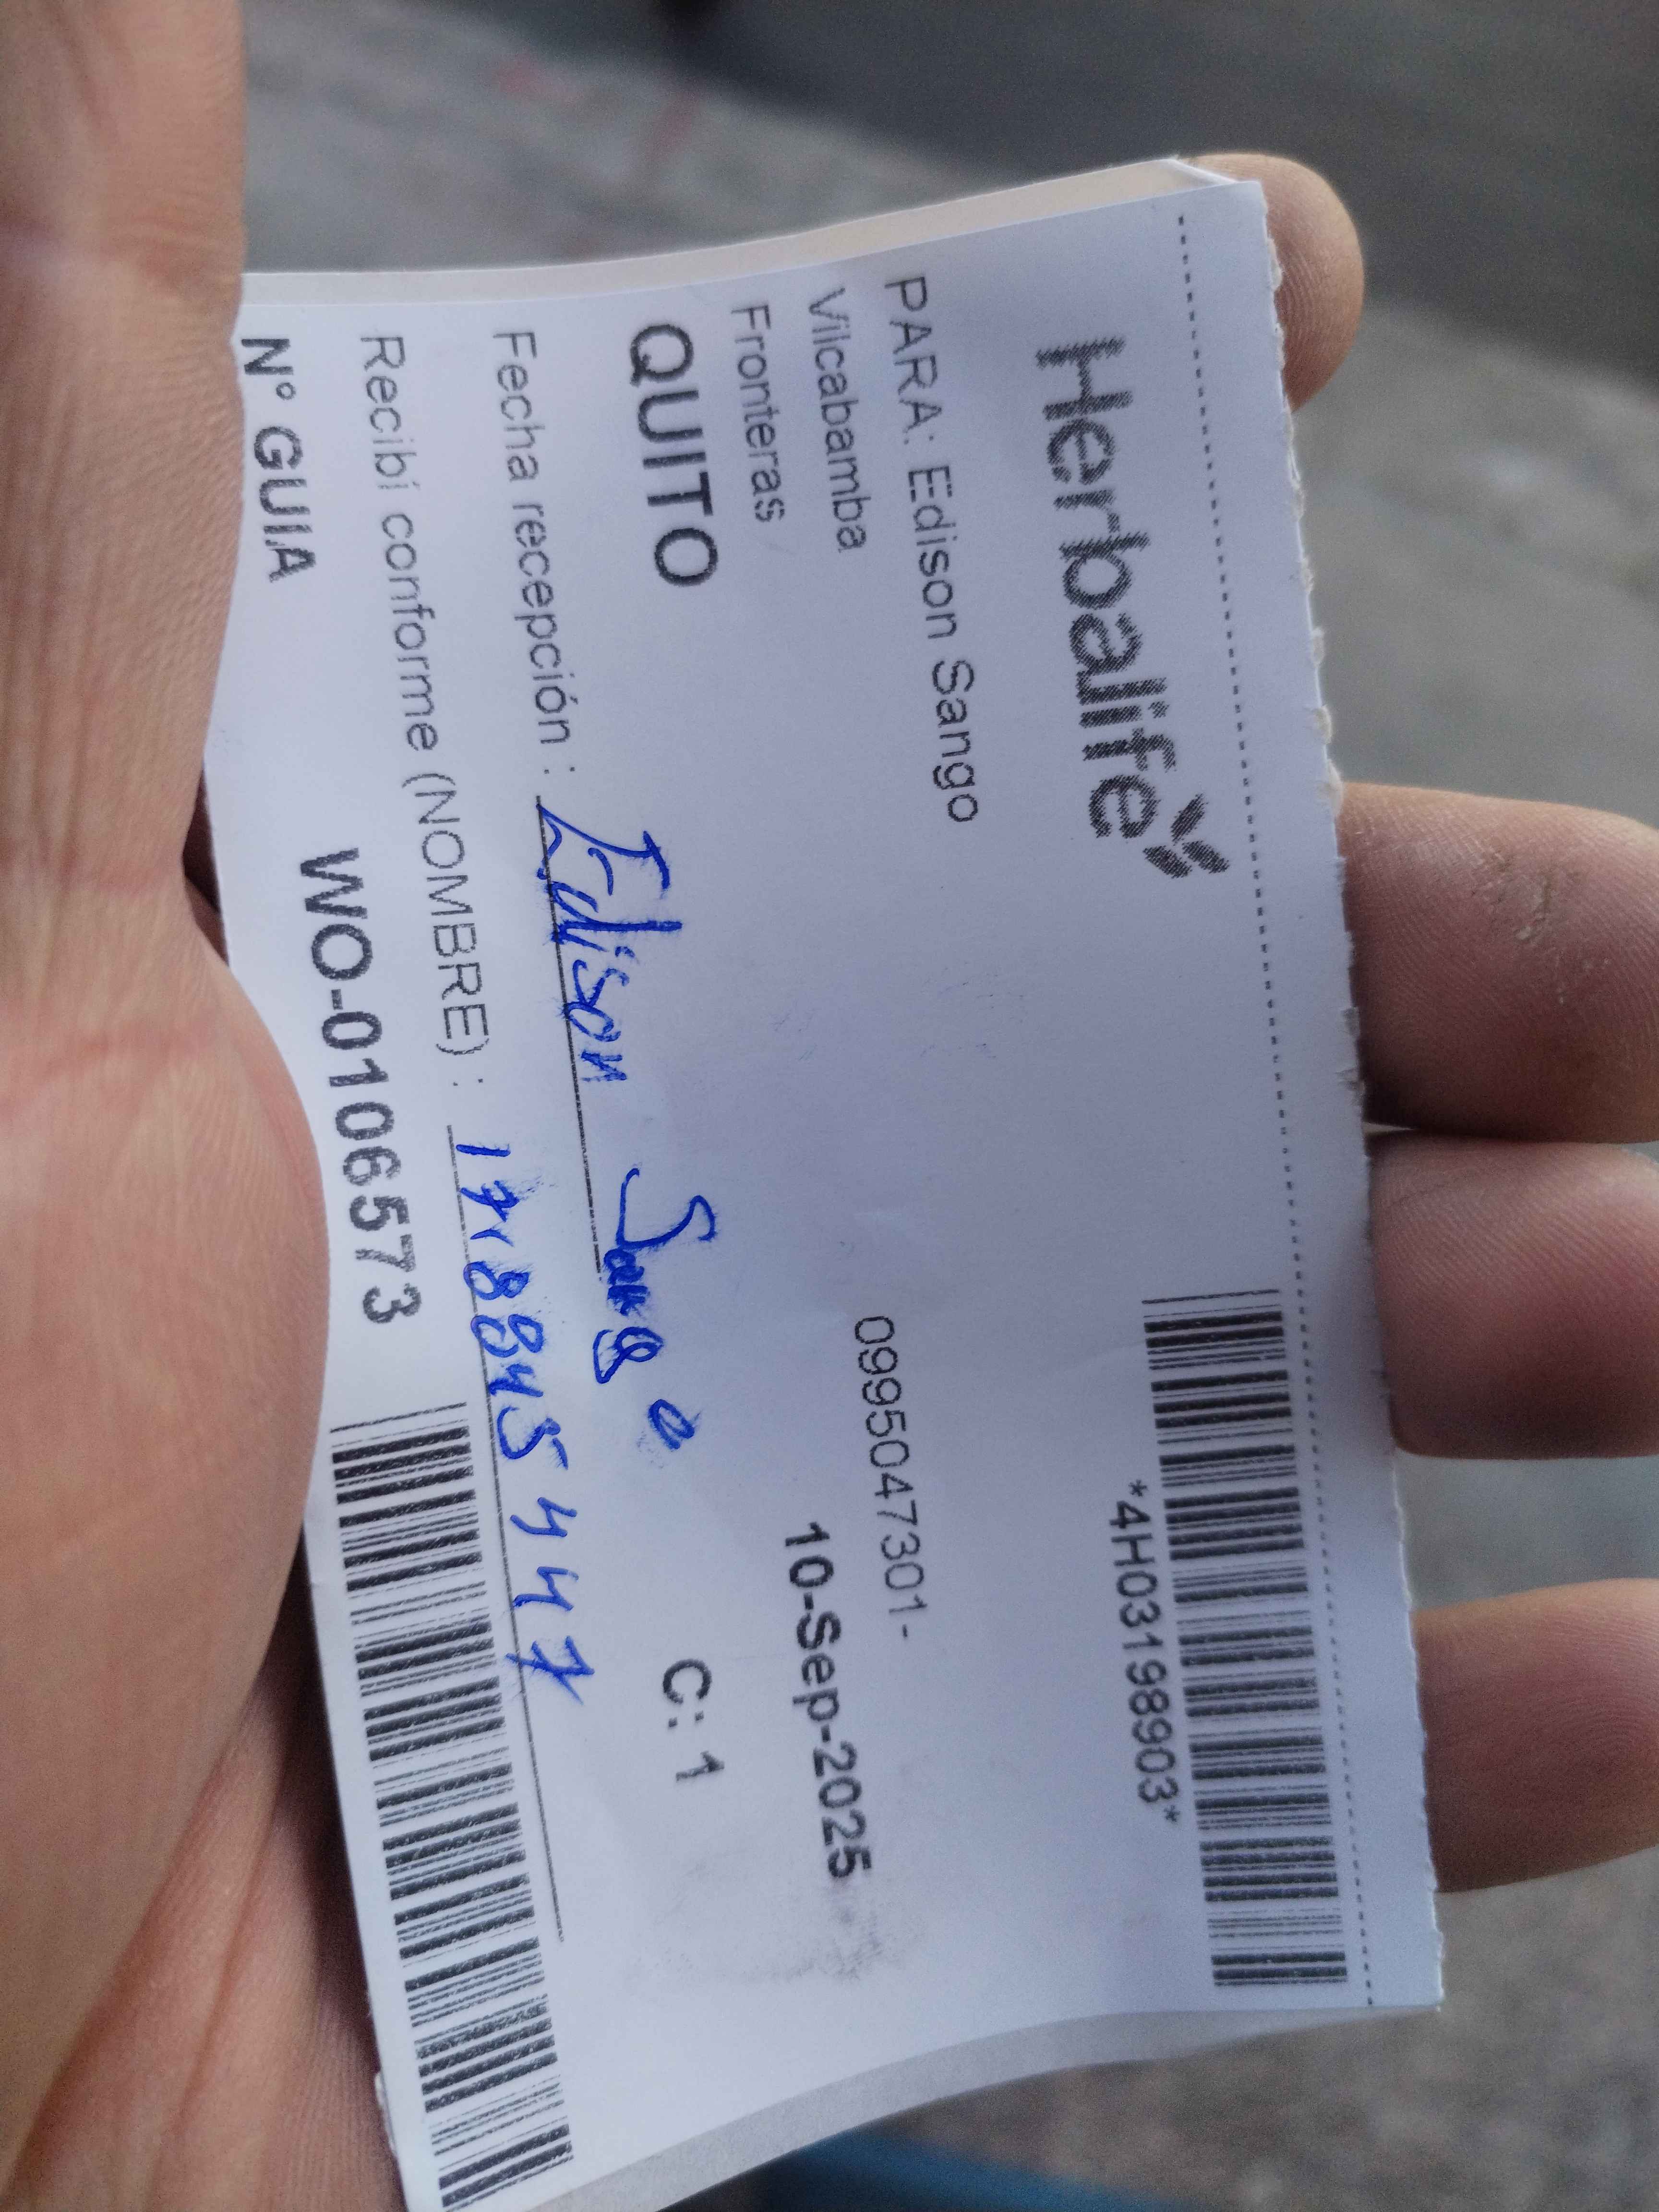 Herbalife
*4H03198903*
PARA: Edison Sango
Vilcabamba
0995047301-
Fronteras
10-Sep-2025
QUITO
C: 1
Fecha recepción : Edison Sango
Recibí conforme (NOMBRE) : 1718845447
N° GUIA WO-0106573